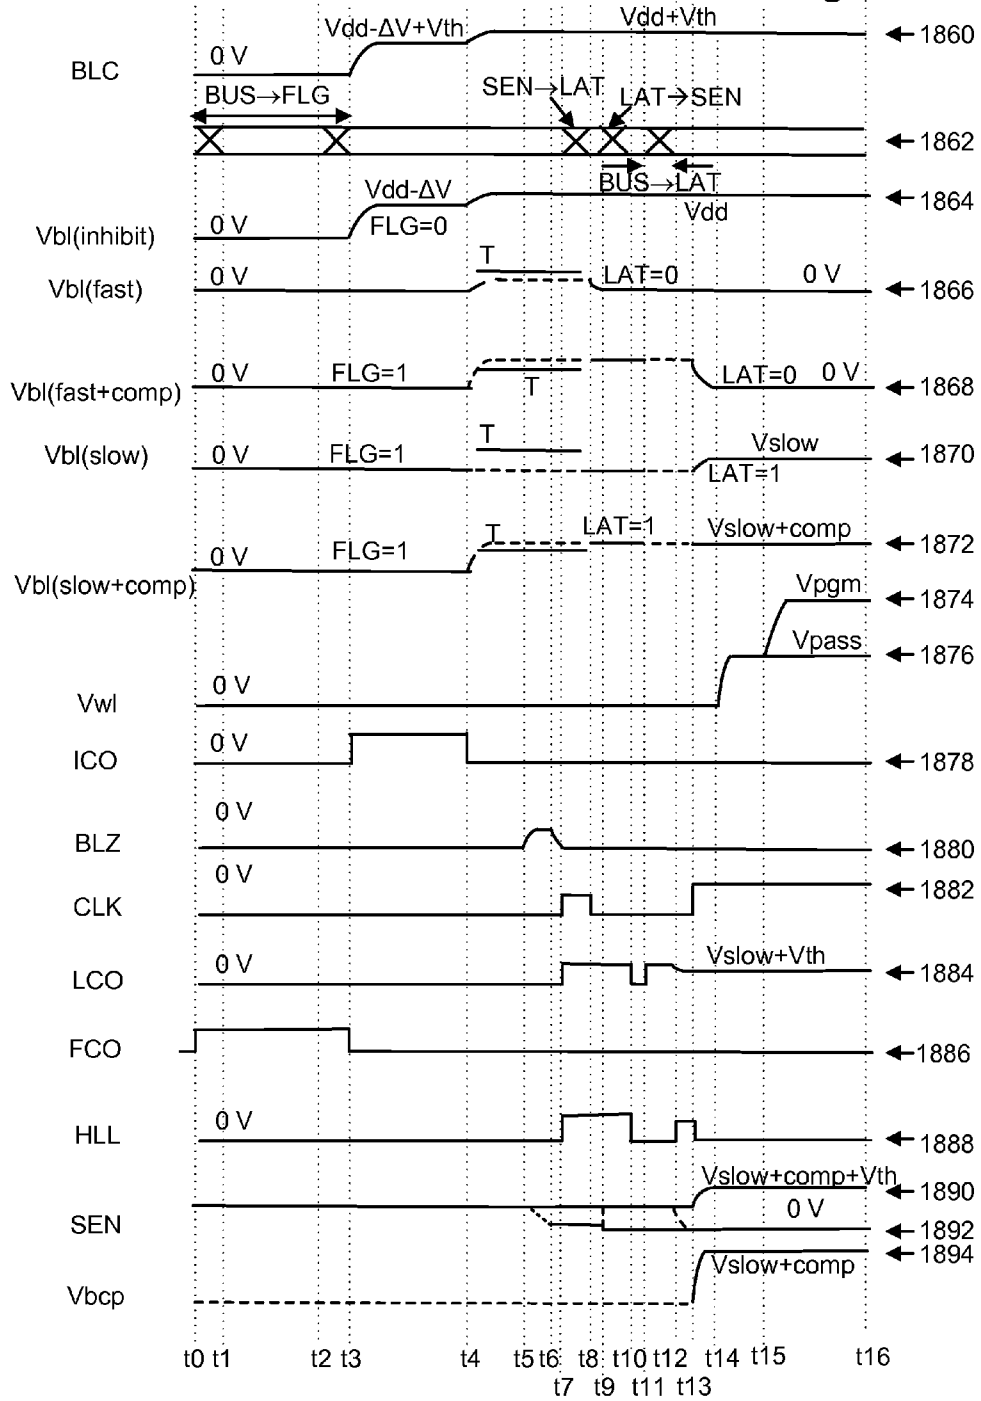 Vdd-ΔV+Vth
Vdd+Vth
←1860
0 V
BLC
SEN→LAT
BUS→FLG
LAT→SEN
←1862
BUS→LAT
Vdd-ΔV
←1864
Vdd
0 V
FLG=0
Vbl(inhibit)
T
0 V
LAT=0
0 V
Vbl(fast)
←1866
0 V
FLG=1
LAT=0
0 V
Vbl(fast+comp)
T
←1868
T
Vslow
Vbl(slow)
0 V
FLG=1
←1870
LAT=1
T
LAT=1
Vslow+comp
←1872
0 V
FLG=1
Vbl(slow+comp)
Vpgm
←1874
Vpass
←1876
0 V
Vwl
0 V
ICO
←1878
0 V
BLZ
←1880
0 V
←1882
CLK
0 V
Vslow+Vth
LCO
←1884
FCO
←1886
0 V
HLL
←1888
Vslow+comp+Vth
←1890
0 V
SEN
←1892
←1894
Vslow+comp
Vbcp
t0 t1 t2 t3 t4 t5 t6 t8 t10 t12 t14 t15 t16
t7 t9 t11 t13